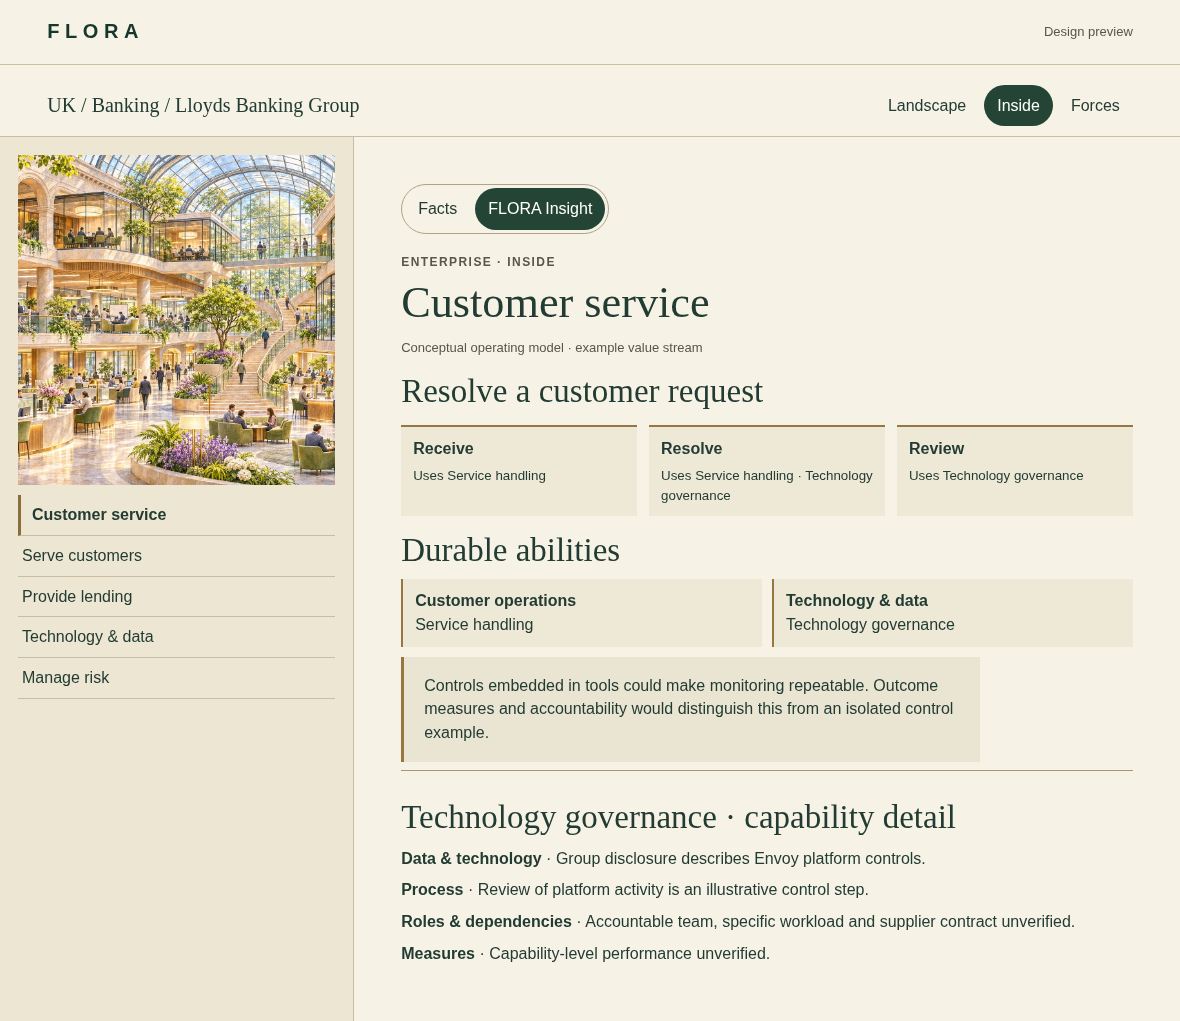 FLORA
Design preview
UK / Banking / Lloyds Banking Group
Landscape
Inside
Forces
Customer service
Serve customers
Provide lending
Technology & data
Manage risk
Facts
FLORA Insight
ENTERPRISE · INSIDE
Customer service
Conceptual operating model · example value stream
Resolve a customer request
Receive
Uses Service handling
Resolve
Uses Service handling · Technology
governance
Review
Uses Technology governance
Durable abilities
Customer operations
Service handling
Technology & data
Technology governance
Controls embedded in tools could make monitoring repeatable. Outcome
measures and accountability would distinguish this from an isolated control
example.
Technology governance · capability detail
Data & technology · Group disclosure describes Envoy platform controls.
Process · Review of platform activity is an illustrative control step.
Roles & dependencies · Accountable team, specific workload and supplier contract unverified.
Measures · Capability-level performance unverified.